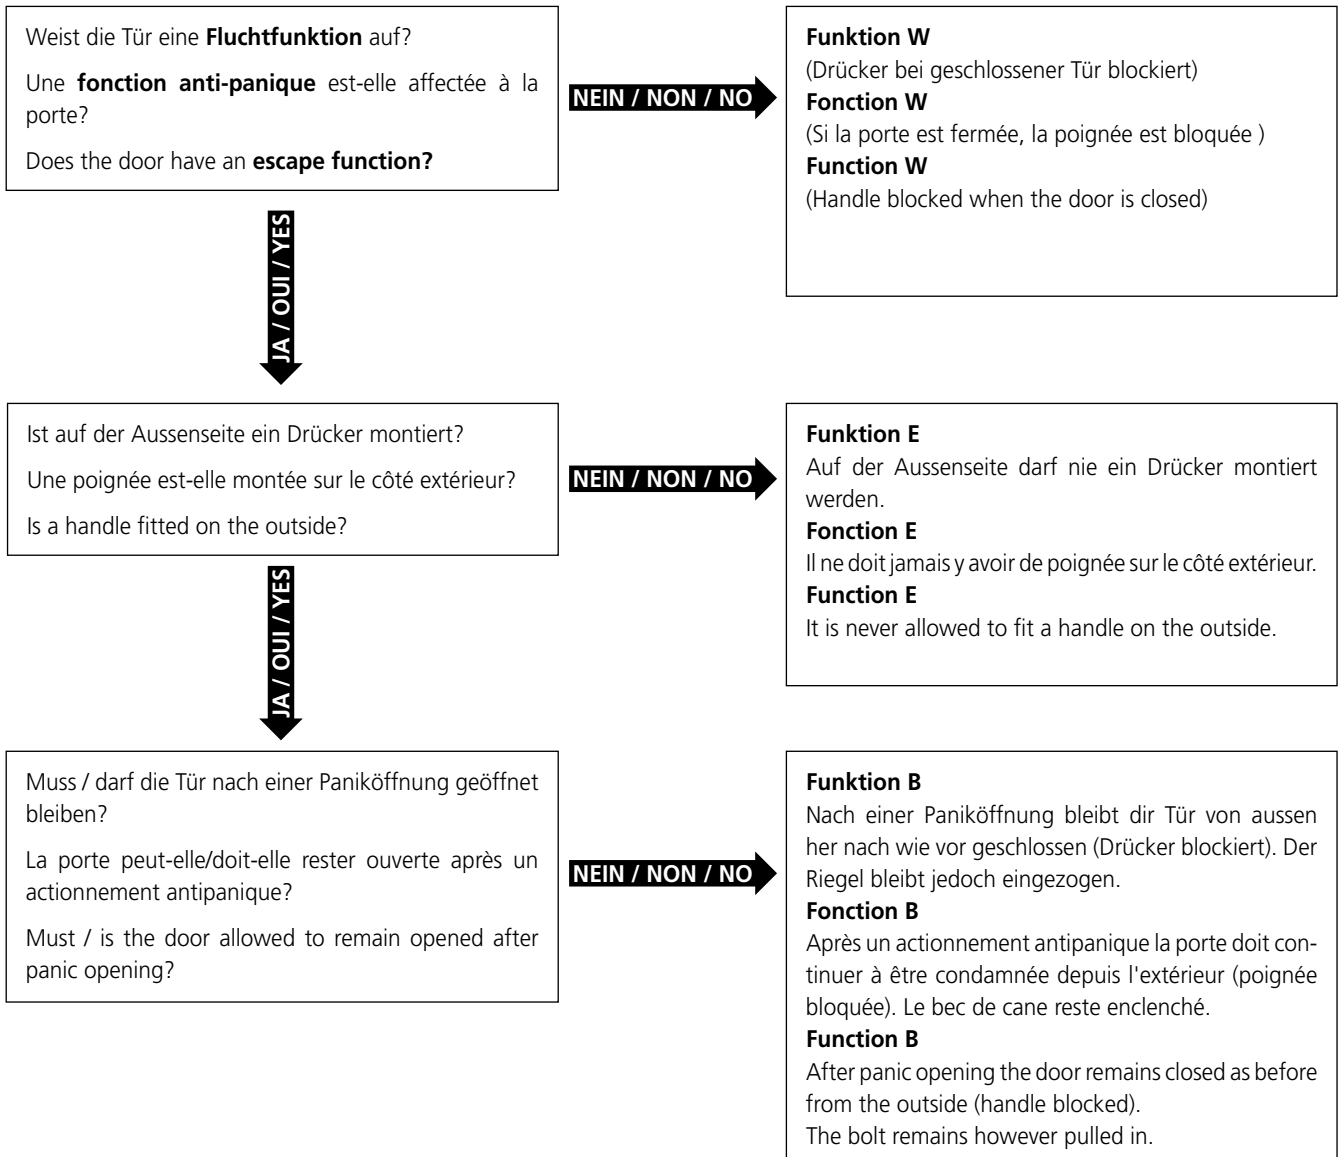 Weist die Tür eine Fluchtfunktion auf?
Une fonction anti-panique est-elle affectée à la
porte?
Does the door have an escape function?
NEIN / NON / NO
Funktion W
(Drücker bei geschlossener Tür blockiert)
Fonction W
(Si la porte est fermée, la poignée est bloquée )
Function W
(Handle blocked when the door is closed)
JA / OUI / YES
Ist auf der Aussenseite ein Drücker montiert?
Une poignée est-elle montée sur le côté extérieur?
Is a handle fitted on the outside?
NEIN / NON / NO
Funktion E
Auf der Aussenseite darf nie ein Drücker montiert
werden.
Fonction E
Il ne doit jamais y avoir de poignée sur le côté extérieur.
Function E
It is never allowed to fit a handle on the outside.
JA / OUI / YES
Muss / darf die Tür nach einer Paniköffnung geöffnet
bleiben?
La porte peut-elle/doit-elle rester ouverte après un
actionnement antipanique?
Must / is the door allowed to remain opened after
panic opening?
NEIN / NON / NO
Funktion B
Nach einer Paniköffnung bleibt dir Tür von aussen
her nach wie vor geschlossen (Drücker blockiert). Der
Riegel bleibt jedoch eingezogen.
Fonction B
Après un actionnement antipanique la porte doit con-
tinuer à être condamnée depuis l'extérieur (poignée
bloquée). Le bec de cane reste enclenché.
Function B
After panic opening the door remains closed as before
from the outside (handle blocked).
The bolt remains however pulled in.